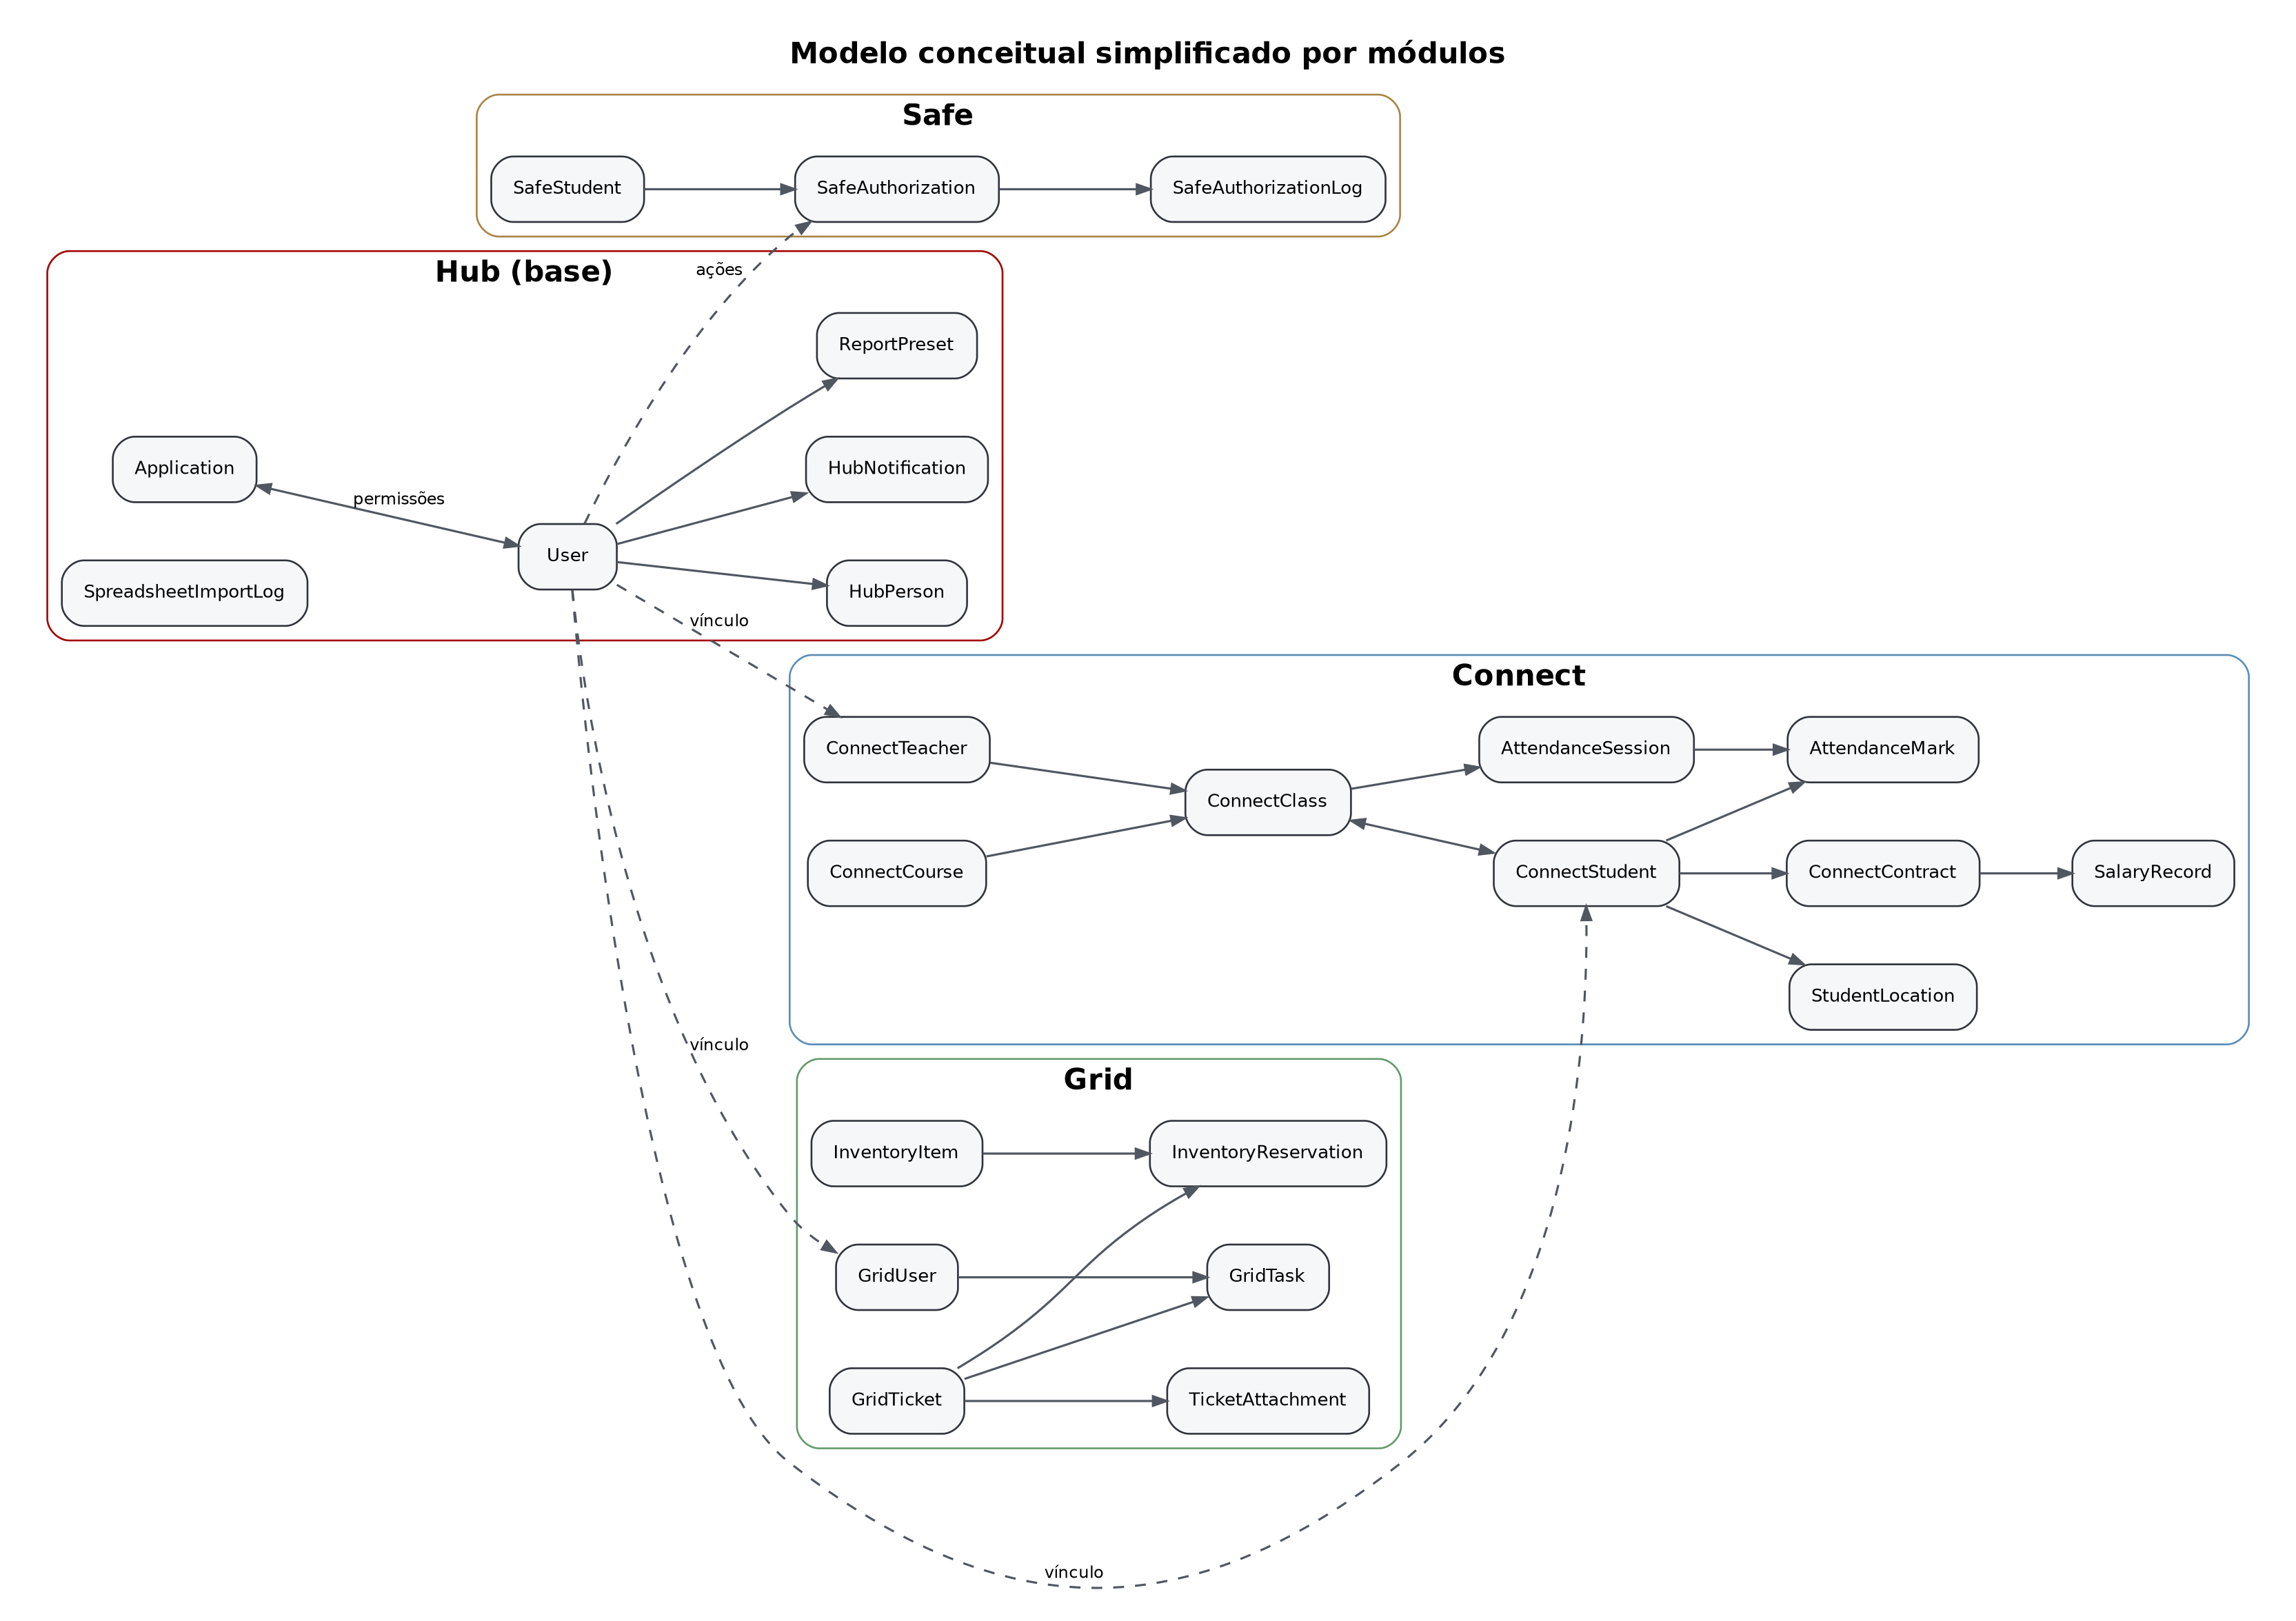 Modelo conceitual simplificado por módulos
Safe
SafeStudent
SafeAuthorization
SafeAuthorizationLog
Hub (base)
ações
ReportPreset
Application
permissões
HubNotification
User
SpreadsheetImportLog
HubPerson
vínculo
Connect
ConnectTeacher
AttendanceSession
AttendanceMark
ConnectClass
ConnectCourse
ConnectStudent
ConnectContract
SalaryRecord
StudentLocation
vínculo
Grid
InventoryItem
InventoryReservation
GridUser
GridTask
GridTicket
TicketAttachment
vínculo